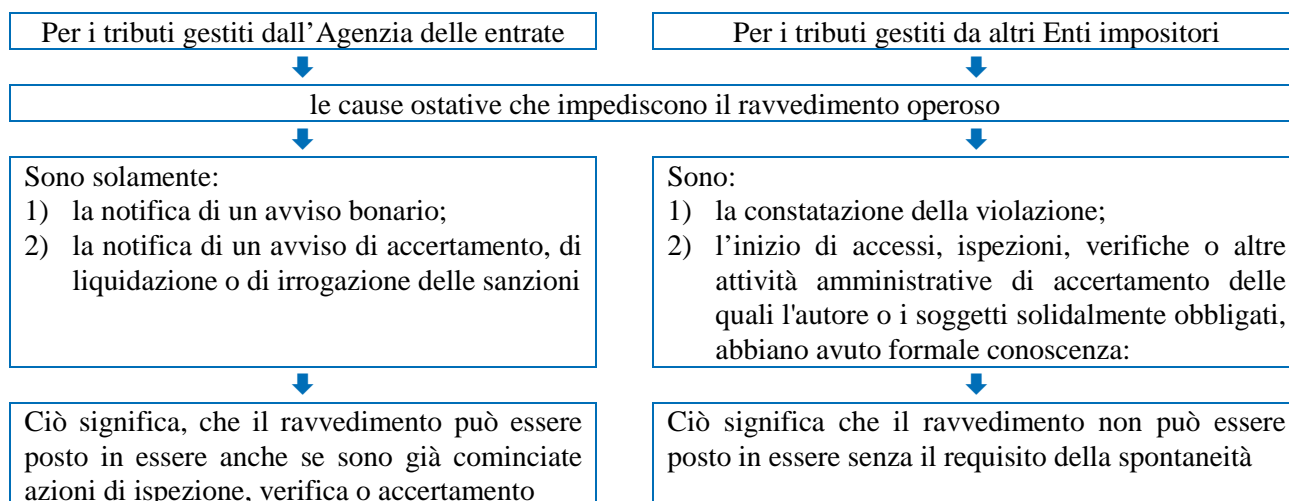 Per i tributi gestiti dall’Agenzia delle entrate
Per i tributi gestiti da altri Enti impositori
le cause ostative che impediscono il ravvedimento operoso
Sono solamente:
1) la notifica di un avviso bonario;
2) la notifica di un avviso di accertamento, di
liquidazione o di irrogazione delle sanzioni
Sono:
1) la constatazione della violazione;
2) l’inizio di accessi, ispezioni, verifiche o altre
attività amministrative di accertamento delle
quali l'autore o i soggetti solidalmente obbligati,
abbiano avuto formale conoscenza:
Ciò significa, che il ravvedimento può essere
posto in essere anche se sono già cominciate
azioni di ispezione, verifica o accertamento
Ciò significa che il ravvedimento non può essere
posto in essere senza il requisito della spontaneità